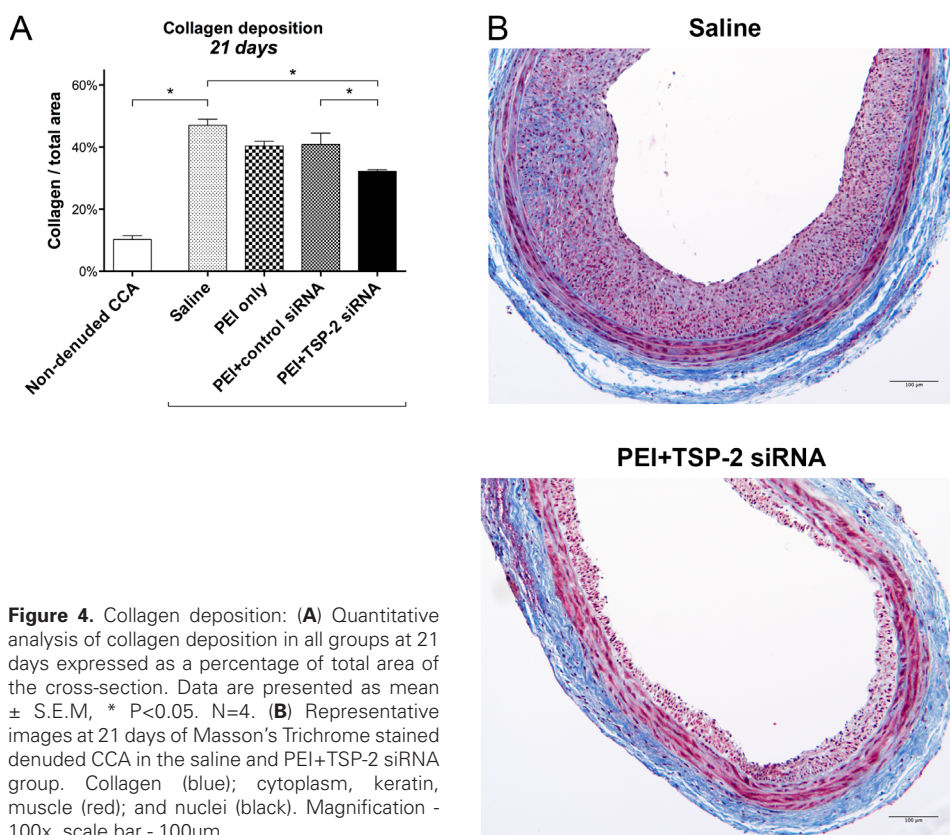 A
Collagen deposition
21 days
Collagen / total area
60%
40%
20%
0%
*
*
*
Non-denuded CCA
Saline
PEI only
PEI+control siRNA
PEI+TSP-2 siRNA
B
Saline
100 µm
PEI+TSP-2 siRNA
100 µm
Figure 4. Collagen deposition: (A) Quantitative
analysis of collagen deposition in all groups at 21
days expressed as a percentage of total area of
the cross-section. Data are presented as mean
± S.E.M, * P<0.05. N=4. (B) Representative
images at 21 days of Masson's Trichrome stained
denuded CCA in the saline and PEI+TSP-2 siRNA
group. Collagen (blue); cytoplasm, keratin,
muscle (red); and nuclei (black). Magnification -
100x, scale bar - 100um